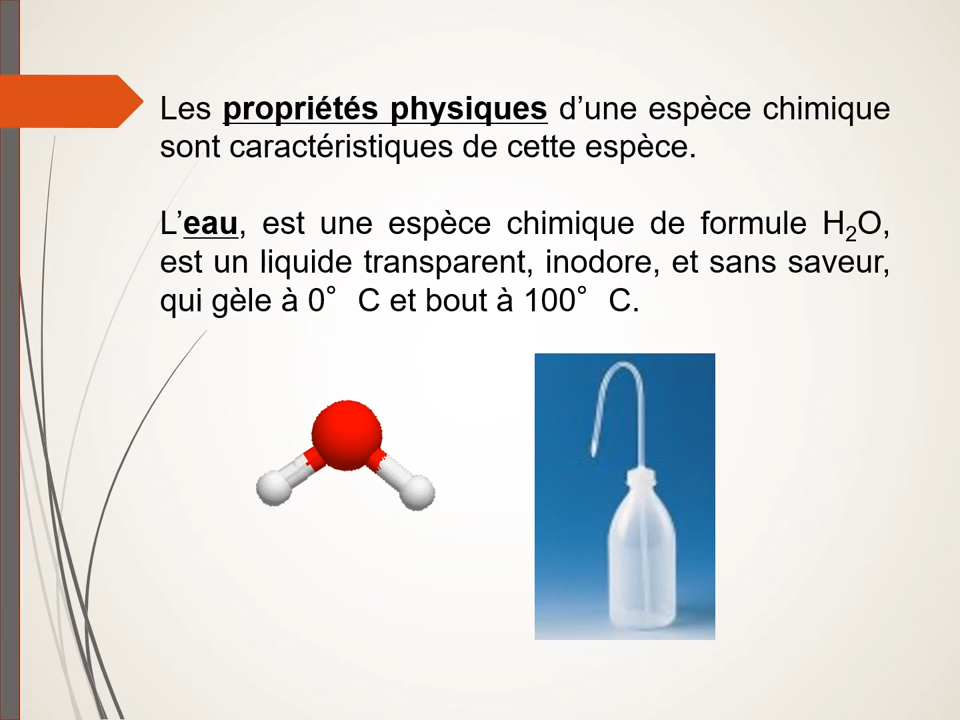 Les propriétés physiques d’une espèce chimique
sont caractéristiques de cette espèce.
L’eau, est une espèce chimique de formule H₂O,
est un liquide transparent, inodore, et sans saveur,
qui gèle à 0° C et bout à 100° C.